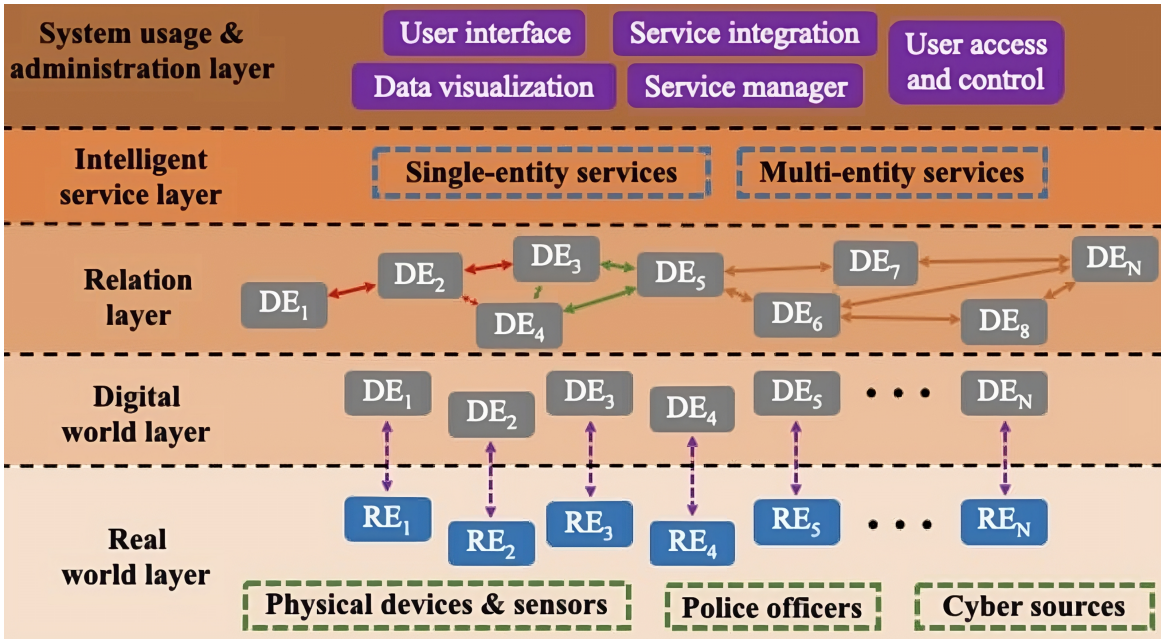 System usage &
administration layer
User interface
Service integration
User access
and control
Data visualization
Service manager
Intelligent
service layer
Single-entity services
Multi-entity services
Relation
layer
DE₁
DE₂
DE₃
DE₄
DE₅
DE₆
DE₇
DE₈
DE_N
Digital
world layer
DE₁
DE₂
DE₃
DE₄
DE₅
• • •
DE_N
Real
world layer
RE₁
RE₂
RE₃
RE₄
RE₅
• • •
RE_N
Physical devices & sensors
Police officers
Cyber sources